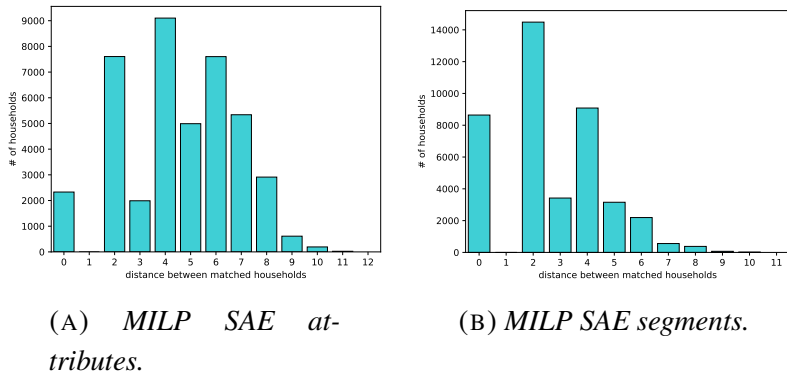 9000
8000
7000
6000
5000
4000
3000
2000
1000
0
# of households
0 1 2 3 4 5 6 7 8 9 10 11 12
distance between matched households
(A) MILP SAE at-
tributes.
14000
12000
10000
8000
6000
4000
2000
0
# of households
0 1 2 3 4 5 6 7 8 9 10 11
distance between matched households
(B) MILP SAE segments.